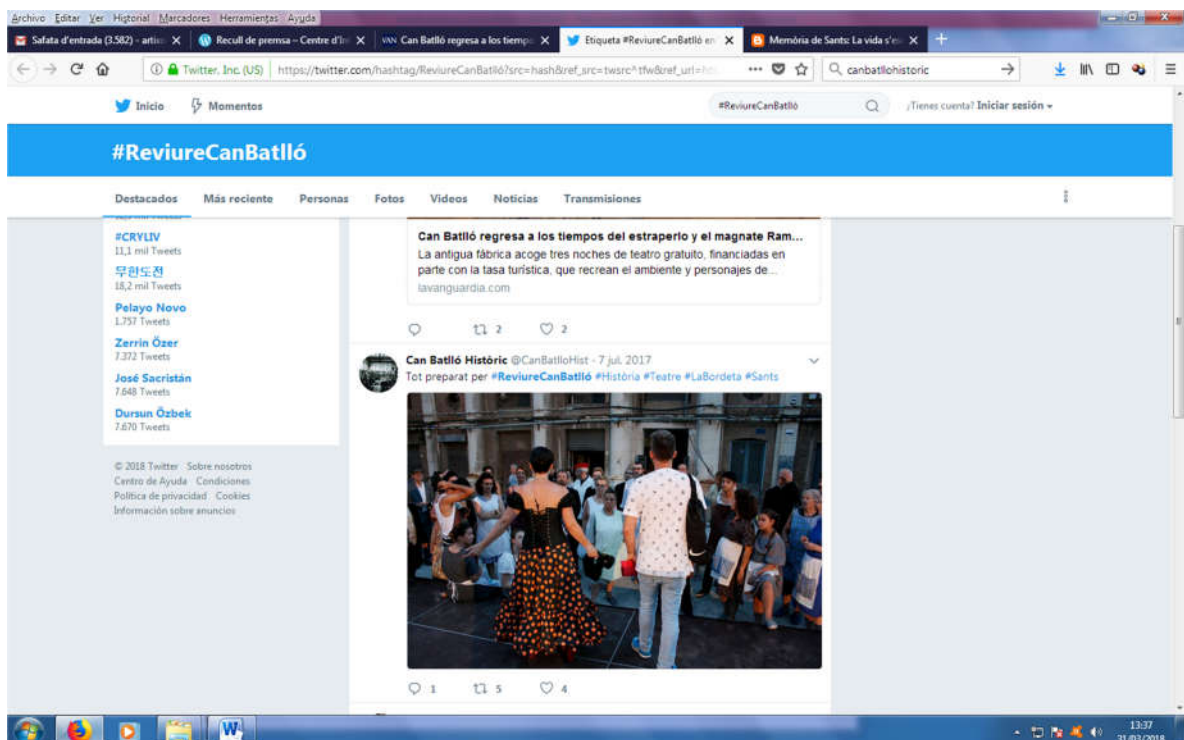 Archivo Editar Ver Historial Marcadores Herramientas Ayuda
Safata d'entrada (3.582) - artie
Recull de premsa – Centre d'In
VAN Can Batlló regresa a los tiempo
Etiqueta #ReviureCanBatlló en
Memòria de Sants: La vida s'es
Twitter, Inc. (US) https://twitter.com/hashtag/ReviureCanBatlló?src=hash&ref_src=twsrc^tfw&ref_url=
canbatllohistoric
Inicio Momentos
#ReviureCanBatlló
¿Tienes cuenta? Iniciar sesión
#ReviureCanBatlló
Destacados Más reciente Personas Fotos Videos Noticias Transmisiones
#CRYLIV
11,1 mil Tweets
무한도전
18,2 mil Tweets
Pelayo Novo
1.757 Tweets
Zerrin Özer
7.372 Tweets
José Sacristán
7.648 Tweets
Dursun Özbek
7.670 Tweets
© 2018 Twitter Sobre nosotros
Centro de Ayuda Condiciones
Política de privacidad Cookies
Información sobre anuncios
Can Batlló regresa a los tiempos del estraperlo y el magnate Ram...
La antigua fábrica acoge tres noches de teatro gratuito, financiadas en
parte con la tasa turística, que recrean el ambiente y personajes de...
lavanguardia.com
2 2
Can Batlló Històric @CanBatlloHist - 7 jul. 2017
Tot preparat per #ReviureCanBatlló #Història #Teatre #LaBordeta #Sants
1 5 4
13:37
31/03/2018